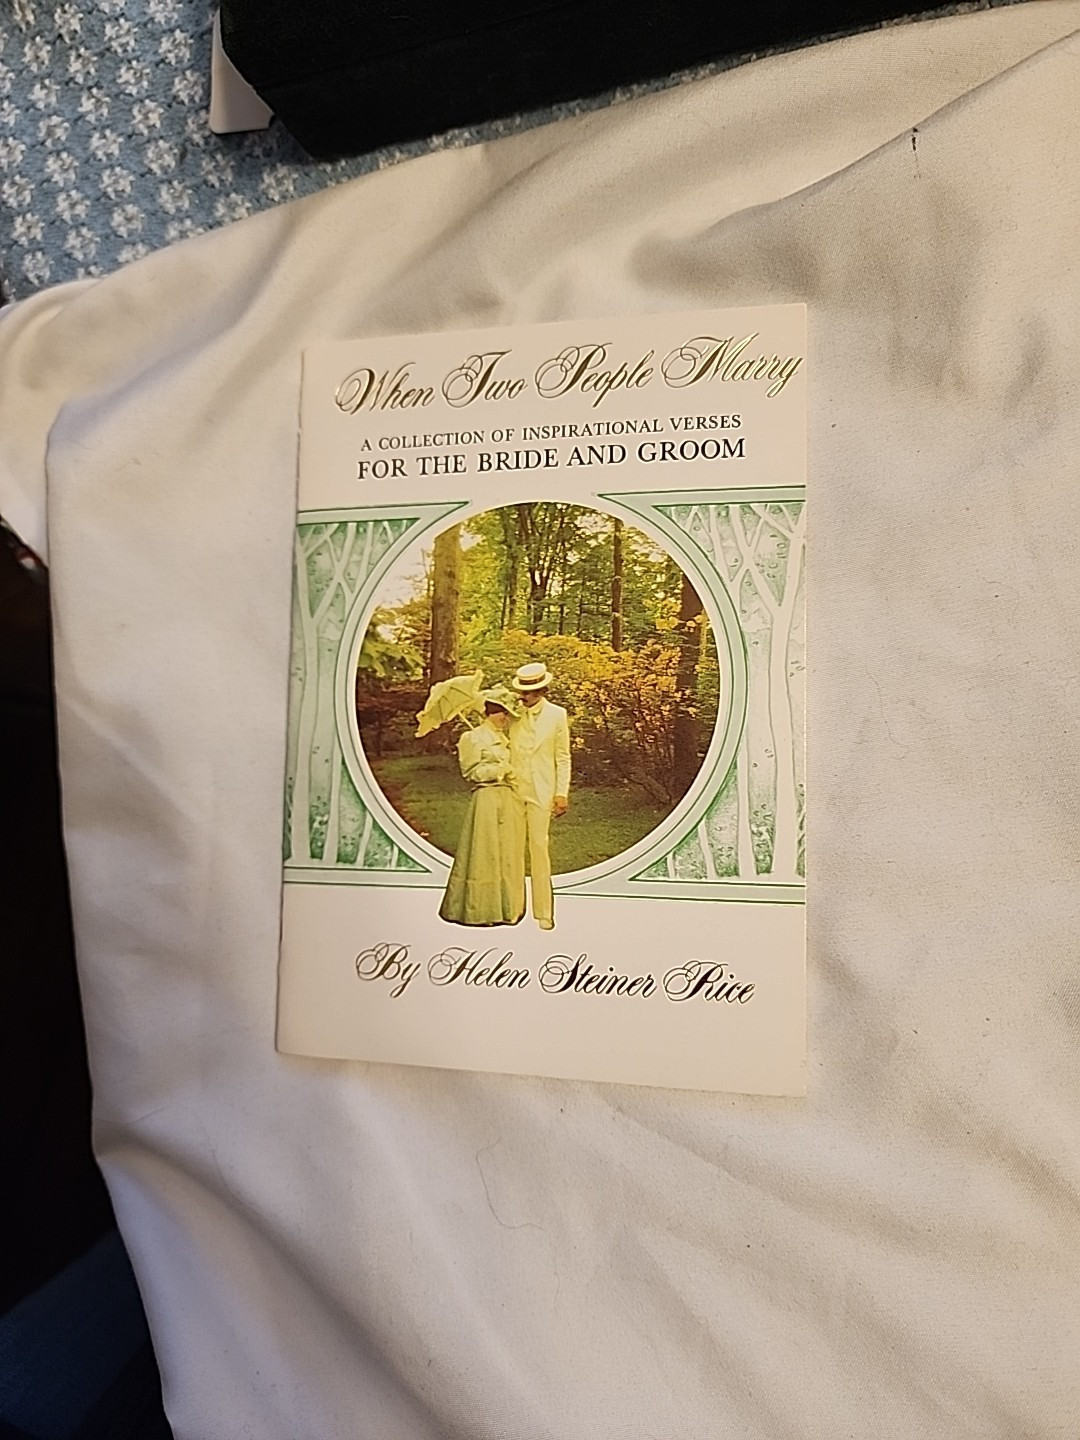 When Two People Marry
A COLLECTION OF INSPIRATIONAL VERSES
FOR THE BRIDE AND GROOM
By Helen Steiner Rice